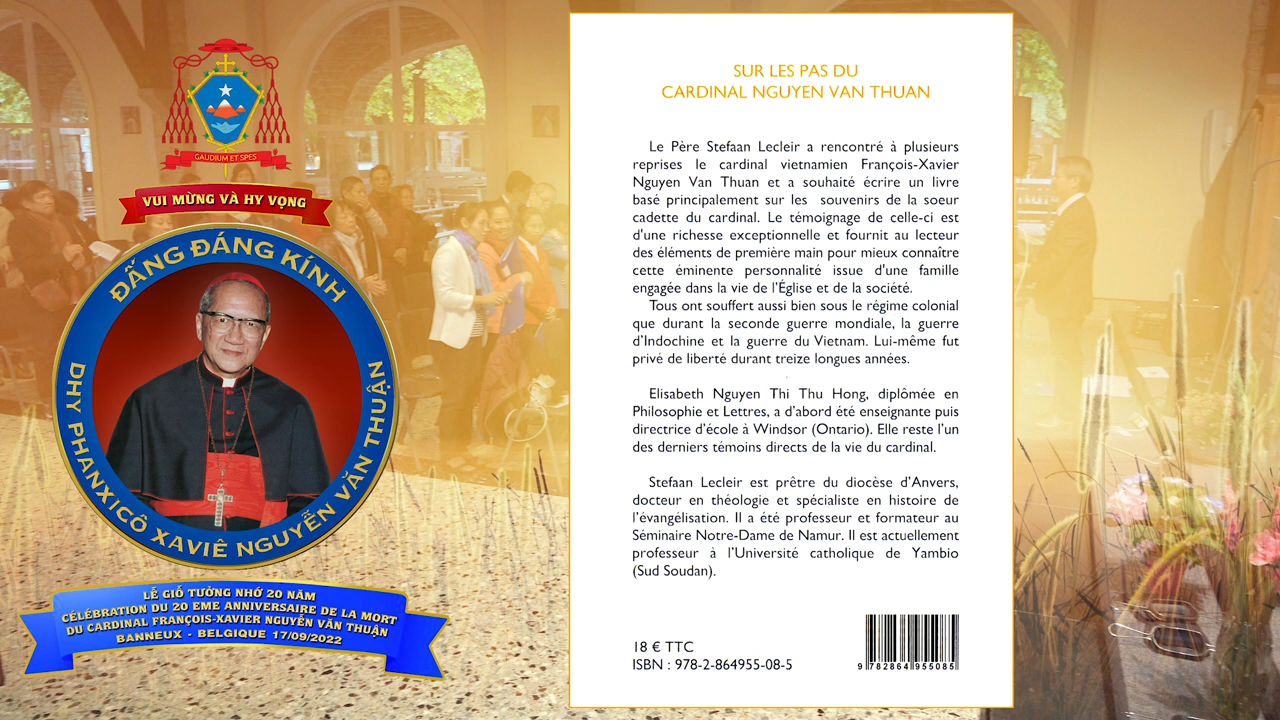 GAUDIUM ET SPES
VUI MỪNG VÀ HY VỌNG
ĐẤNG ĐÁNG KÍNH
DHY PHANXICÔ XAVIÊ NGUYỄN VĂN THUẬN
LỄ GIỖ TƯỞNG NHỚ 20 NĂM
CÉLÉBRATION DU 20 EME ANNIVERSAIRE DE LA MORT
DU CARDINAL FRANÇOIS-XAVIER NGUYỄN VĂN THUẬN
BANNEUX - BELGIQUE 17/09/2022
SUR LES PAS DU
CARDINAL NGUYEN VAN THUAN
Le Père Stefaan Lecleir a rencontré à plusieurs
reprises le cardinal vietnamien François-Xavier
Nguyen Van Thuan et a souhaité écrire un livre
basé principalement sur les souvenirs de la soeur
cadette du cardinal. Le témoignage de celle-ci est
d'une richesse exceptionnelle et fournit au lecteur
des éléments de première main pour mieux connaître
cette éminente personnalité issue d'une famille
engagée dans la vie de l'Église et de la société.
Tous ont souffert aussi bien sous le régime colonial
que durant la seconde guerre mondiale, la guerre
d'Indochine et la guerre du Vietnam. Lui-même fut
privé de liberté durant treize longues années.
Elisabeth Nguyen Thi Thu Hong, diplômée en
Philosophie et Lettres, a d'abord été enseignante puis
directrice d'école à Windsor (Ontario). Elle reste l'un
des derniers témoins directs de la vie du cardinal.
Stefaan Lecleir est prêtre du diocèse d'Anvers,
docteur en théologie et spécialiste en histoire de
l'évangélisation. Il a été professeur et formateur au
Séminaire Notre-Dame de Namur. Il est actuellement
professeur à l'Université catholique de Yambio
(Sud Soudan).
18 € TTC
ISBN : 978-2-864955-08-5
9 782864 955085